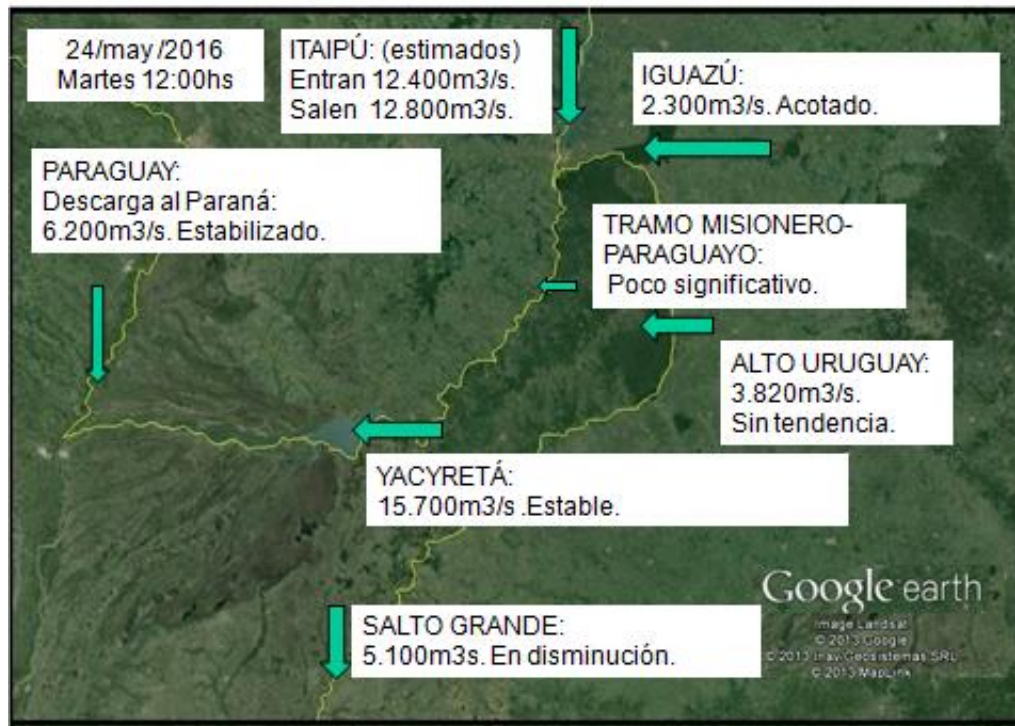 24/may /2016
Martes 12:00hs
ITAIPÚ: (estimados)
Entran 12.400m3/s.
Salen 12.800m3/s.
IGUAZÚ:
2.300m3/s. Acotado.
PARAGUAY:
Descarga al Paraná:
6.200m3/s. Estabilizado.
TRAMO MISIONERO-
PARAGUAYO:
Poco significativo.
ALTO URUGUAY:
3.820m3/s.
Sin tendencia.
YACYRETÁ:
15.700m3/s .Estable.
SALTO GRANDE:
5.100m3s. En disminución.
Google earth
Image Landsat
© 2013 Google
© 2013 Inav-Geosistemas SRL
© 2013 MapLink